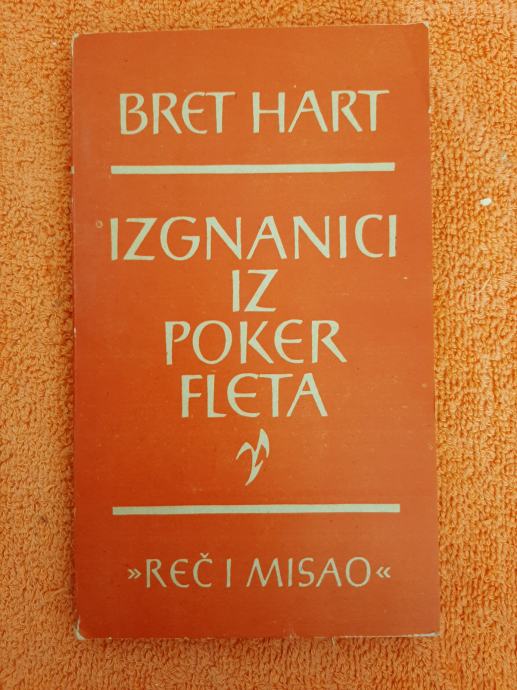 BRET HART
IZGNANICI
IZ
POKER
FLETA
»REČ I MISAO«